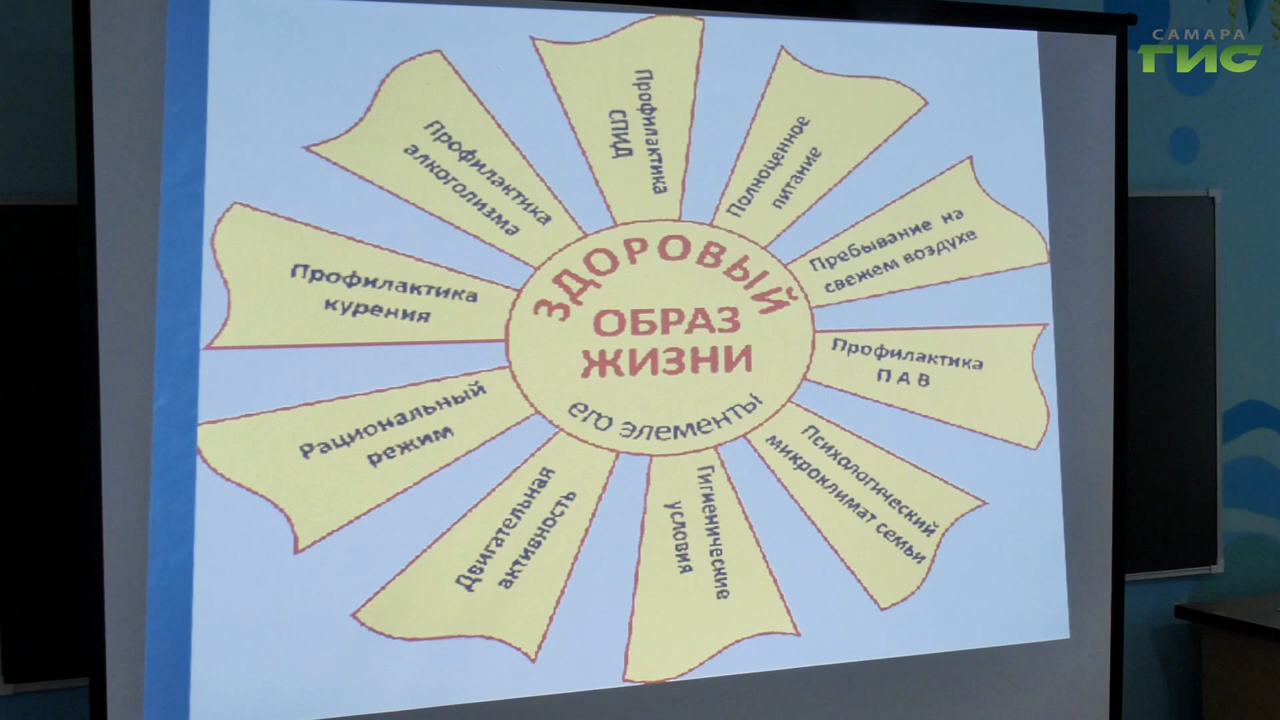 САМАРА
ГИС
ЗДОРОВЫЙ
ОБРАЗ
ЖИЗНИ
его элементы
Профилактика
СПИД
Полноценное
питание
Пребывание на
свежем воздухе
Профилактика
П А В
Психологический
микроклимат семьи
Гигиенические
условия
Двигательная
активность
Рациональный
режим
Профилактика
курения
Профилактика
алкоголизма